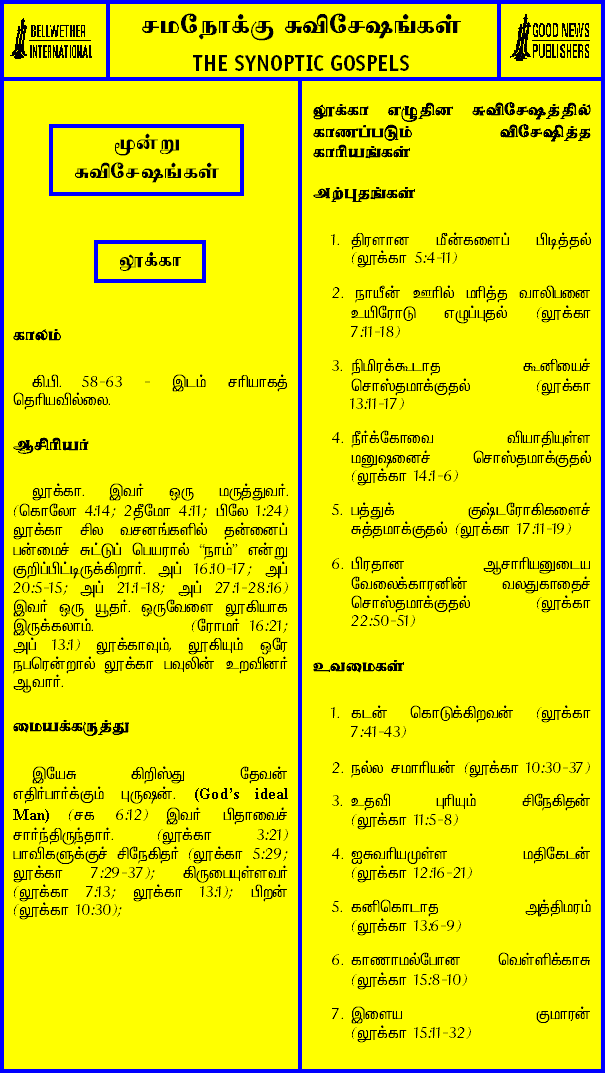 BELLWETHER
INTERNATIONAL
சமநோக்கு சுவிசேஷங்கள்
THE SYNOPTIC GOSPELS
GOOD NEWS
PUBLISHERS
மூன்று
சுவிசேஷங்கள்
லூக்கா
காலம்
கி.பி. 58-63 - இடம் சரியாகத்
தெரியவில்லை.
ஆசிரியர்
லூக்கா. இவர் ஒரு மருத்துவர்.
(கொலோ 4:14; 2தீமோ 4:11; பிலே 1:24)
லூக்கா சில வசனங்களில் தன்னைப்
பன்மைச் சுட்டுப் பெயரால் “நாம்” என்று
குறிப்பிட்டிருக்கிறார். அப் 16:10-17; அப்
20:5-15; அப் 21:1-18; அப் 27:1-28:16)
இவர் ஒரு யூதர். ஒருவேளை லூகியாக
இருக்கலாம். (ரோமர் 16:21;
அப் 13:1) லூக்காவும், லூகியும் ஒரே
நபரென்றால் லூக்கா பவுலின் உறவினர்
ஆவார்.
மையக்கருத்து
இயேசு கிறிஸ்து தேவன்
எதிர்பார்க்கும் புருஷன். (God's ideal
Man) (சக 6:12) இவர் பிதாவைச்
சார்ந்திருந்தார். (லூக்கா 3:21)
பாவிகளுக்குச் சிநேகிதர் (லூக்கா 5:29;
லூக்கா 7:29-37); கிருபையுள்ளவர்
(லூக்கா 7:13; லூக்கா 13:1); பிறன்
(லூக்கா 10:30);
லூக்கா எழுதின சுவிசேஷத்தில்
காணப்படும் விசேஷித்த
காரியங்கள்
அற்புதங்கள்
1. திரளான மீன்களைப் பிடித்தல்
(லூக்கா 5:4-11)
2. நாயீன் ஊரில் மரித்த வாலிபனை
உயிரோடு எழுப்புதல் (லூக்கா
7:11-18)
3. நிமிரக்கூடாத கூனியைச்
சொஸ்தமாக்குதல் (லூக்கா
13:11-17)
4. நீர்க்கோவை வியாதியுள்ள
மனுஷனைச் சொஸ்தமாக்குதல்
(லூக்கா 14:1-6)
5. பத்துக் குஷ்டரோகிகளைச்
சுத்தமாக்குதல் (லூக்கா 17:11-19)
6. பிரதான ஆசாரியனுடைய
வேலைக்காரனின் வலதுகாதைச்
சொஸ்தமாக்குதல் (லூக்கா
22:50-51)
உவமைகள்
1. கடன் கொடுக்கிறவன் (லூக்கா
7:41-43)
2. நல்ல சமாரியன் (லூக்கா 10:30-37)
3. உதவி புரியும் சிநேகிதன்
(லூக்கா 11:5-8)
4. ஐசுவரியமுள்ள மதிகேடன்
(லூக்கா 12:16-21)
5. கனிகொடாத அத்திமரம்
(லூக்கா 13:6-9)
6. காணாமல்போன வெள்ளிக்காசு
(லூக்கா 15:8-10)
7. இளைய குமாரன்
(லூக்கா 15:11-32)